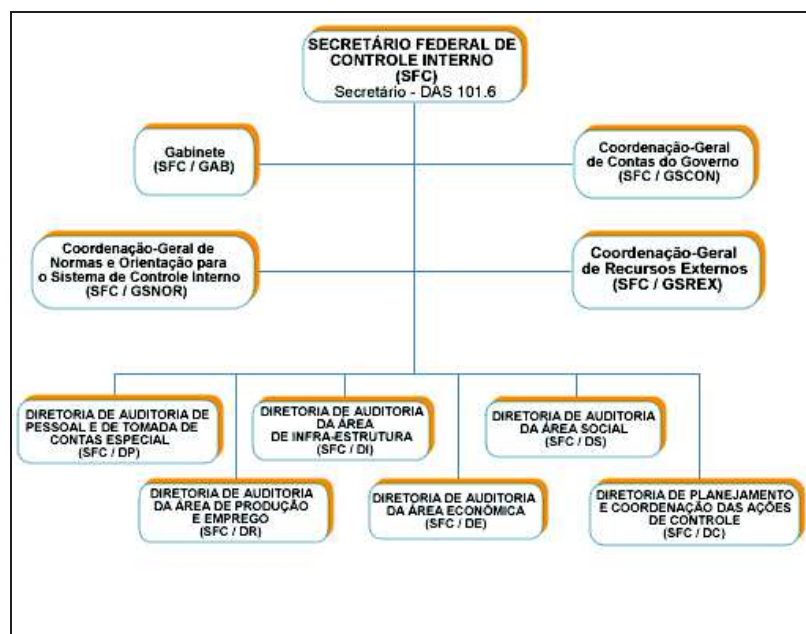 SECRETÁRIO FEDERAL DE
CONTROLE INTERNO
(SFC)
Secretário - DAS 101.6
Gabinete
(SFC / GAB)
Coordenação-Geral
de Contas do Governo
(SFC / GSCON)
Coordenação-Geral de
Normas e Orientação para
o Sistema de Controle Interno
(SFC / GSNOR)
Coordenação-Geral
de Recursos Externos
(SFC / GSREX)
DIRETORIA DE AUDITORIA DE
PESSOAL E DE TOMADA DE
CONTAS ESPECIAL
(SFC / DP)
DIRETORIA DE AUDITORIA
DA ÁREA
DE INFRA-ESTRUTURA
(SFC / DI)
DIRETORIA DE AUDITORIA
DA ÁREA SOCIAL
(SFC / DS)
DIRETORIA DE AUDITORIA
DA ÁREA DE PRODUÇÃO
E EMPREGO
(SFC / DR)
DIRETORIA DE AUDITORIA
DA ÁREA ECONÔMICA
(SFC / DE)
DIRETORIA DE PLANEJAMENTO
E COORDENAÇÃO DAS AÇÕES
DE CONTROLE
(SFC / DC)